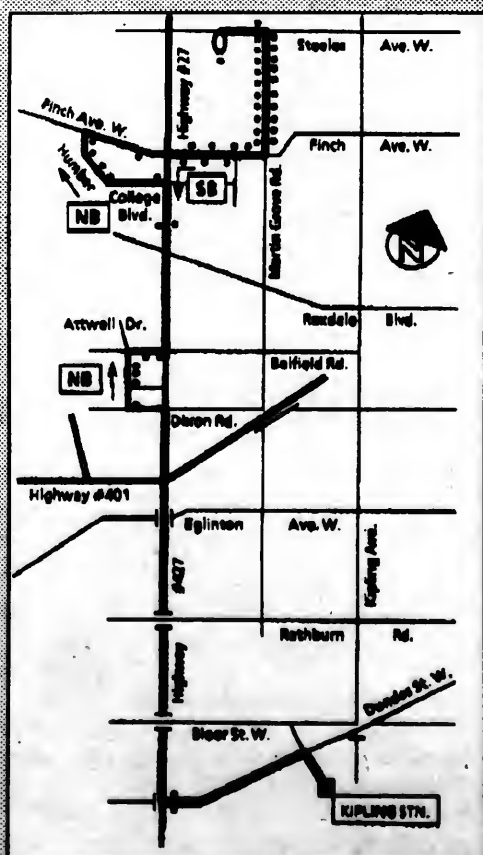 Steeles Ave. W.
Highway #27
Finch Ave. W.
Finch Ave. W.
Humber
College
Blvd.
NB
SB
Martin Grove Rd.
N
Rexdale Blvd.
Attwell Dr.
NB
Belfield Rd.
Dixon Rd.
Highway #401
Eglinton Ave. W.
#427
Kipling Ave.
Rathburn Rd.
Highway
Dundas St. W.
Bloor St. W.
KIPLING STN.